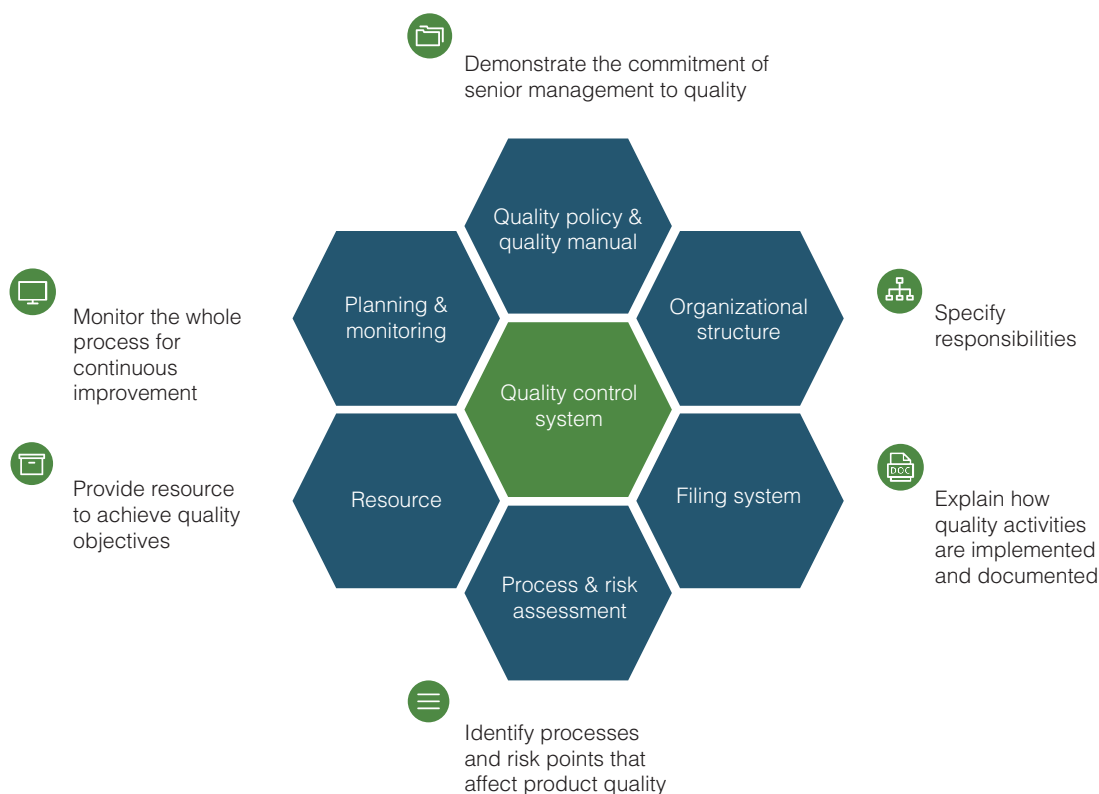 Demonstrate the commitment of
senior management to quality
Quality policy &
quality manual
Planning &
monitoring
Organizational
structure
Monitor the whole
process for
continuous
improvement
Specify
responsibilities
Quality control
system
Provide resource
to achieve quality
objectives
Resource
Filing system
DOC
Explain how
quality activities
are implemented
and documented
Process & risk
assessment
Identify processes
and risk points that
affect product quality